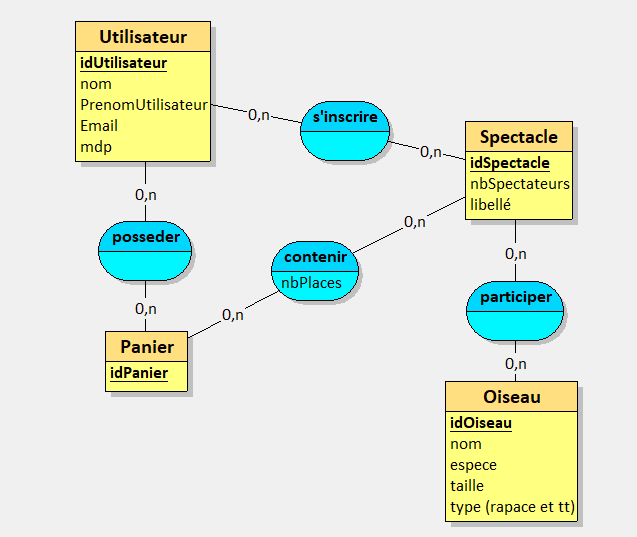 Utilisateur
idUtilisateur
nom
PrenomUtilisateur
Email
mdp
0,n
s'inscrire
0,n
Spectacle
idSpectacle
nbSpectateurs
libellé
0,n
posseder
0,n
0,n
contenir
nbPlaces
0,n
0,n
participer
0,n
Panier
idPanier
Oiseau
idOiseau
nom
espece
taille
type (rapace et tt)